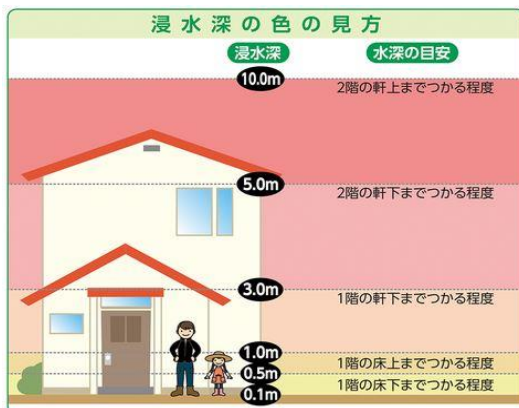 浸水深の色の見方
浸水深 水深の目安
10.0m
2階の軒上までつかる程度
5.0m
2階の軒下までつかる程度
3.0m
1階の軒下までつかる程度
1.0m
1階の床上までつかる程度
0.5m
1階の床下までつかる程度
0.1m